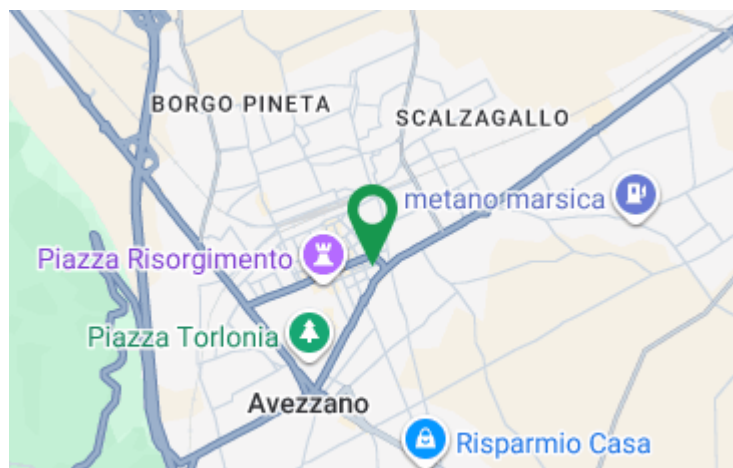 BORGO PINETA
SCALZAGALLO
metano marsica
Piazza Risorgimento
Piazza Torlonia
Avezzano
Risparmio Casa